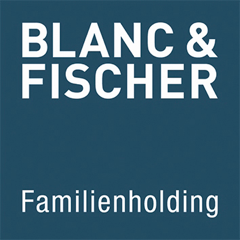 BLANC &
FISCHER
Familienholding